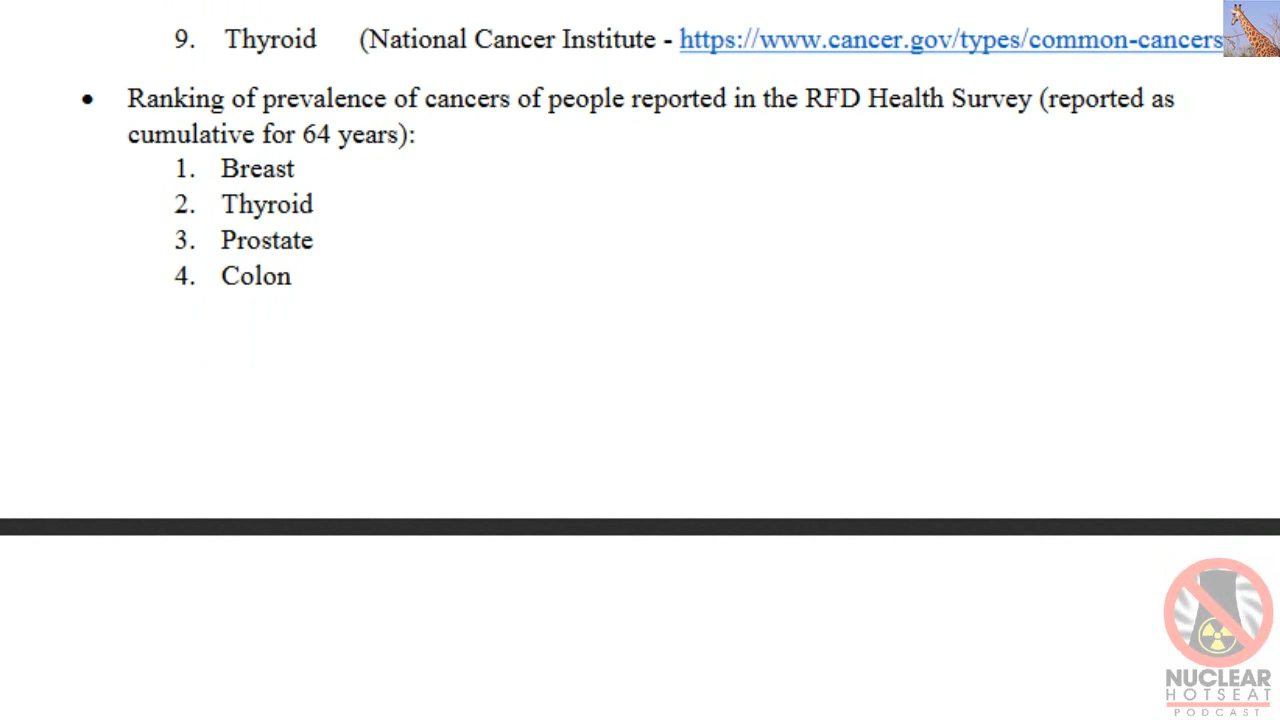 9. Thyroid (National Cancer Institute - https://www.cancer.gov/types/common-cancers
• Ranking of prevalence of cancers of people reported in the RFD Health Survey (reported as
cumulative for 64 years):
1. Breast
2. Thyroid
3. Prostate
4. Colon
NUCLEAR
HOTSEAT
PODCAST